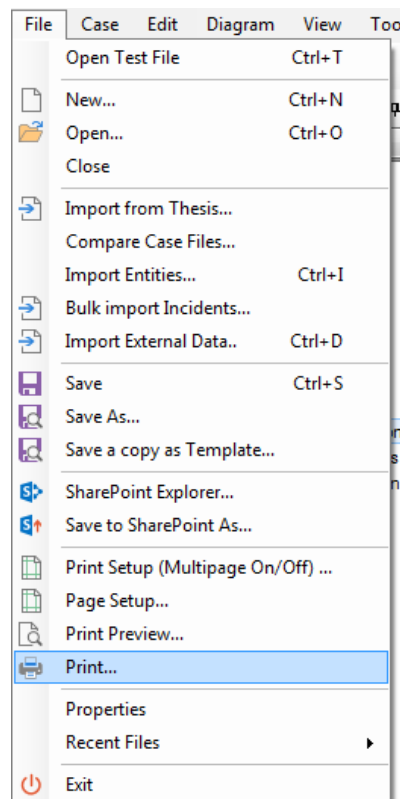 File Case Edit Diagram View Too
Open Test File Ctrl+T
New... Ctrl+N
Open... Ctrl+O
Close
Import from Thesis...
Compare Case Files...
Import Entities... Ctrl+I
Bulk import Incidents...
Import External Data.. Ctrl+D
Save Ctrl+S
Save As...
Save a copy as Template...
SharePoint Explorer...
Save to SharePoint As...
Print Setup (Multipage On/Off) ...
Page Setup...
Print Preview...
Print...
Properties
Recent Files
Exit